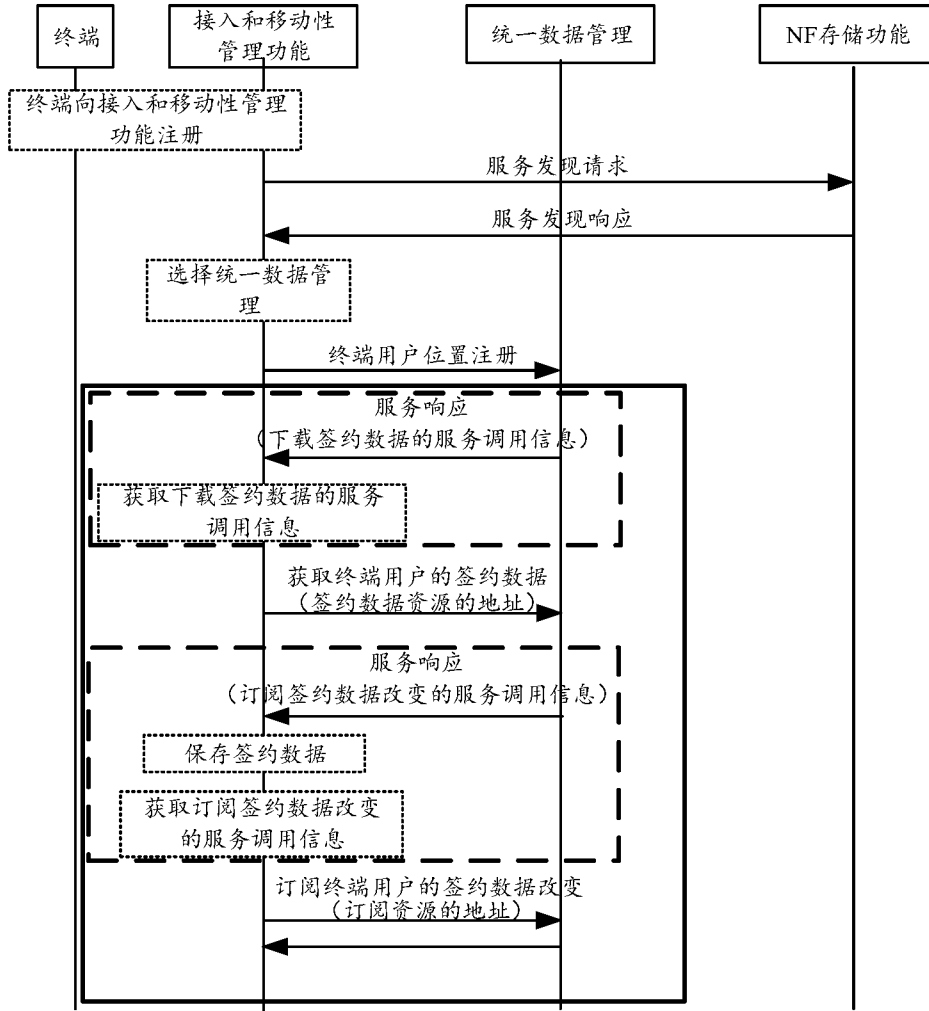 终端
接入和移动性
管理功能
统一数据管理
NF存储功能
终端向接入和移动性管理
功能注册
服务发现请求
服务发现响应
选择统一数据管
理
终端用户位置注册
服务响应
（下载签约数据的服务调用信息）
获取下载签约数据的服务
调用信息
获取终端用户的签约数据
（签约数据资源的地址）
服务响应
（订阅签约数据改变的服务调用信息）
保存签约数据
获取订阅签约数据改变
的服务调用信息
订阅终端用户的签约数据改变
（订阅资源的地址）